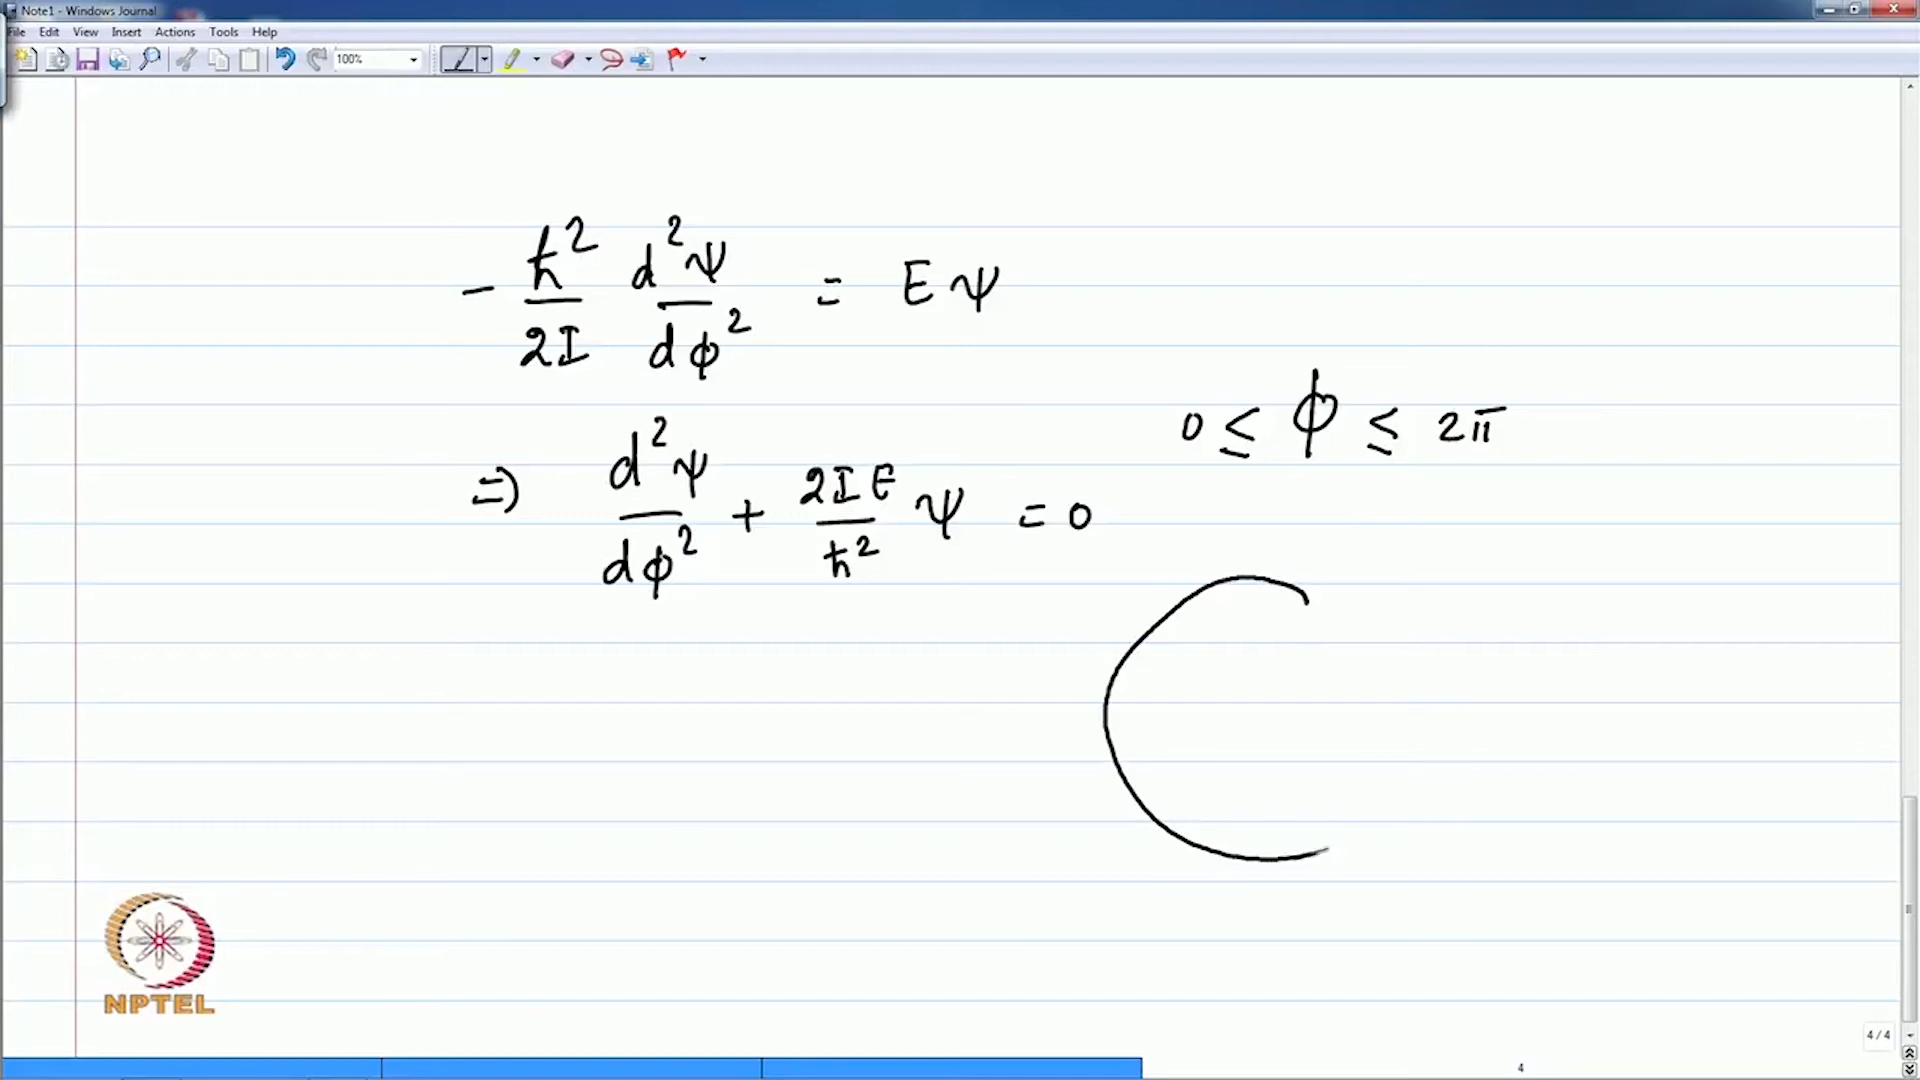 Note1 - Windows Journal
File Edit View Insert Actions Tools Help
100%
- ℏ²/2I d²ψ/dϕ² = Eψ
0 ≤ ϕ ≤ 2π
=> d²ψ/dϕ² + 2IE/ℏ² ψ = 0
NPTEL
4 / 4
4